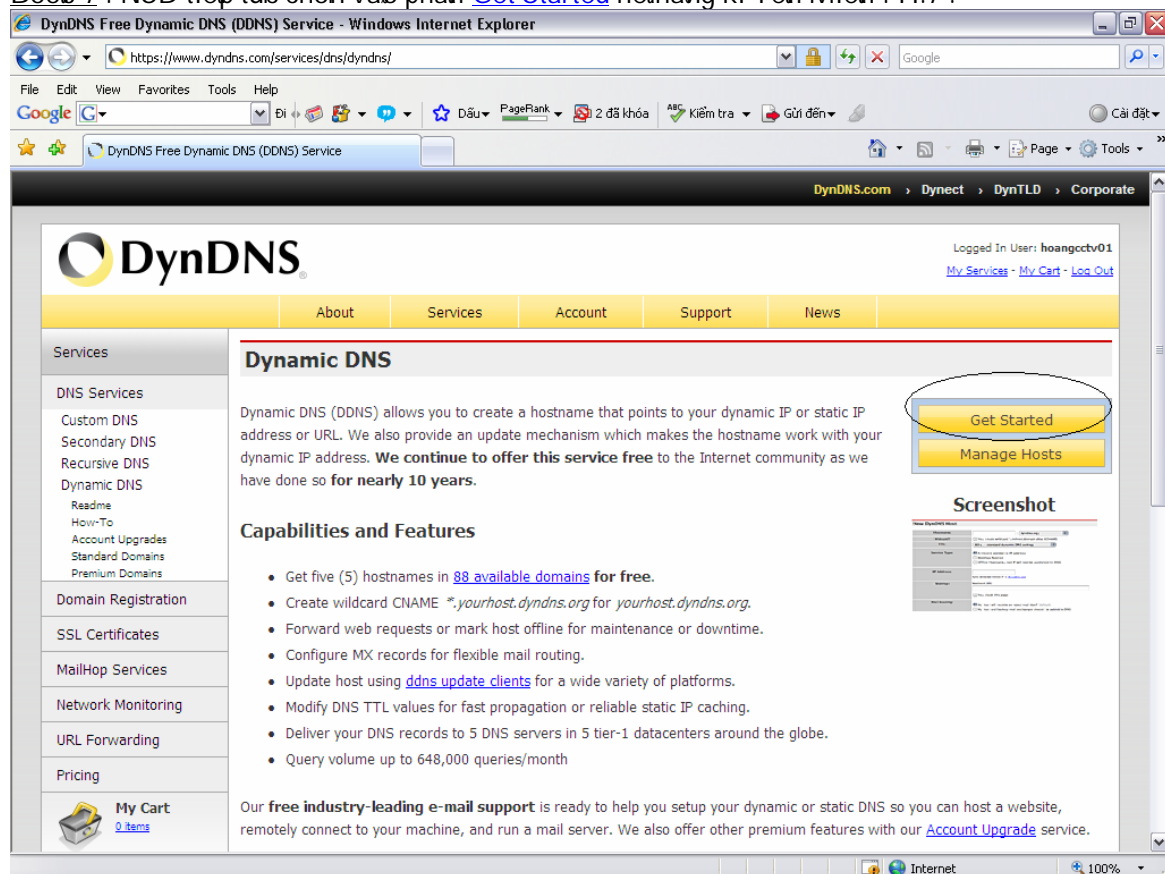 Get Started
DynDNS Free Dynamic DNS (DDNS) Service - Windows Internet Explorer
https://www.dyndns.com/services/dns/dyndns/
Google
File Edit View Favorites Tools Help
Google G Đi Dấu PageRank 2 đã khóa Kiểm tra Gửi đến Cài đặt
DynDNS Free Dynamic DNS (DDNS) Service Page Tools
DynDNS.com › Dynect › DynTLD › Corporate
DynDNS®
Logged In User: hoangcctv01
My Services - My Cart - Log Out
About Services Account Support News
Services
DNS Services
Custom DNS
Secondary DNS
Recursive DNS
Dynamic DNS
Readme
How-To
Account Upgrades
Standard Domains
Premium Domains
Domain Registration
SSL Certificates
MailHop Services
Network Monitoring
URL Forwarding
Pricing
My Cart
0 items
Dynamic DNS
Dynamic DNS (DDNS) allows you to create a hostname that points to your dynamic IP or static IP
address or URL. We also provide an update mechanism which makes the hostname work with your
dynamic IP address. We continue to offer this service free to the Internet community as we
have done so for nearly 10 years.
Capabilities and Features
• Get five (5) hostnames in 88 available domains for free.
• Create wildcard CNAME *.yourhost.dyndns.org for yourhost.dyndns.org.
• Forward web requests or mark host offline for maintenance or downtime.
• Configure MX records for flexible mail routing.
• Update host using ddns update clients for a wide variety of platforms.
• Modify DNS TTL values for fast propagation or reliable static IP caching.
• Deliver your DNS records to 5 DNS servers in 5 tier-1 datacenters around the globe.
• Query volume up to 648,000 queries/month
Our free industry-leading e-mail support is ready to help you setup your dynamic or static DNS so you can host a website,
remotely connect to your machine, and run a mail server. We also offer other premium features with our Account Upgrade service.
Get Started
Manage Hosts
Screenshot
Internet 100%